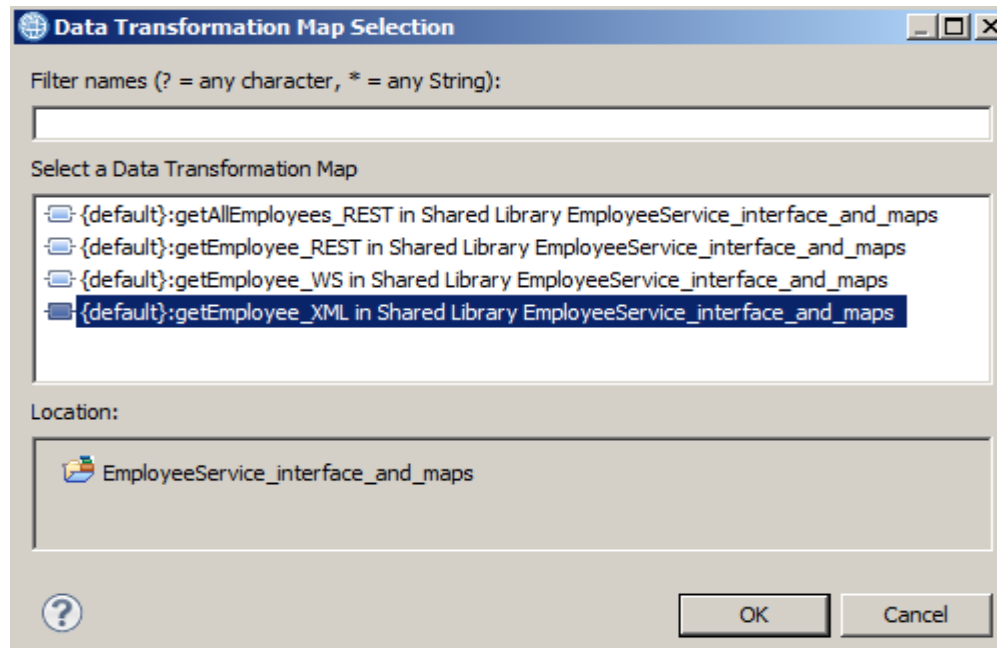 Data Transformation Map Selection
Filter names (? = any character, * = any String):
Select a Data Transformation Map
{default}:getAllEmployees_REST in Shared Library EmployeeService_interface_and_maps
{default}:getEmployee_REST in Shared Library EmployeeService_interface_and_maps
{default}:getEmployee_WS in Shared Library EmployeeService_interface_and_maps
{default}:getEmployee_XML in Shared Library EmployeeService_interface_and_maps
Location:
EmployeeService_interface_and_maps
?
OK
Cancel